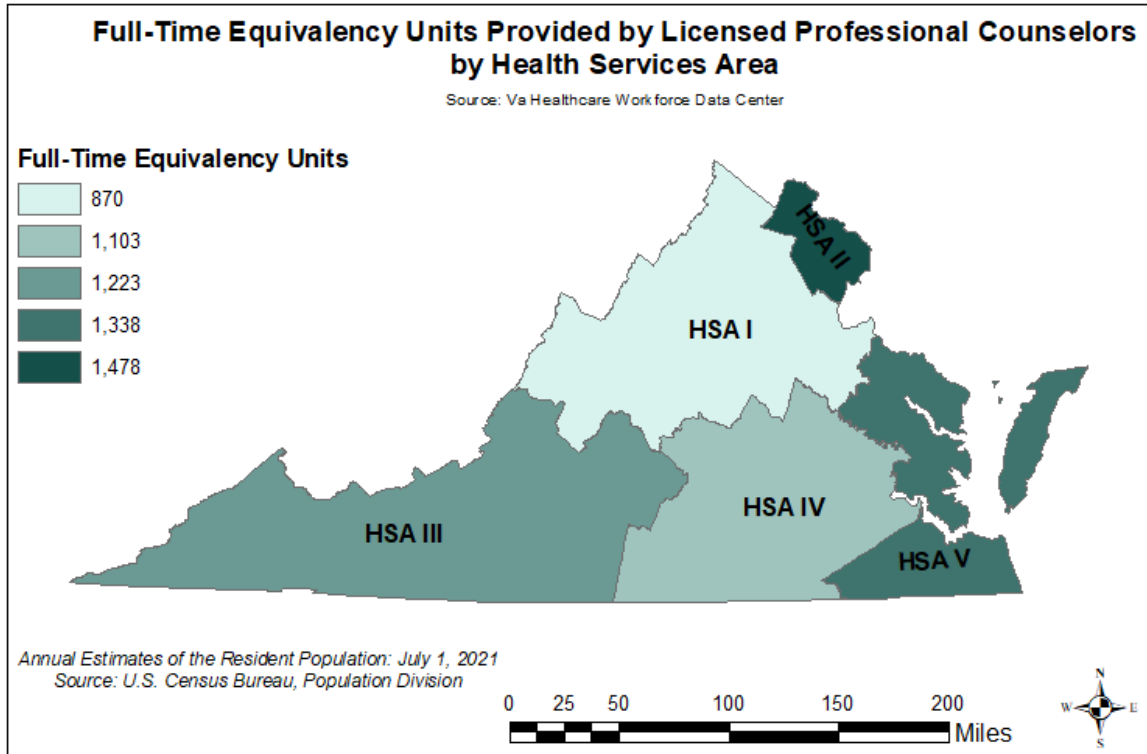 Full-Time Equivalency Units Provided by Licensed Professional Counselors
by Health Services Area
Source: Va Healthcare Workforce Data Center
Full-Time Equivalency Units
870
1,103
1,223
1,338
1,478
HSA II
HSA I
HSA III
HSA IV
HSA V
Annual Estimates of the Resident Population: July 1, 2021
Source: U.S. Census Bureau, Population Division
0 25 50 100 150 200
Miles
N
W E
S